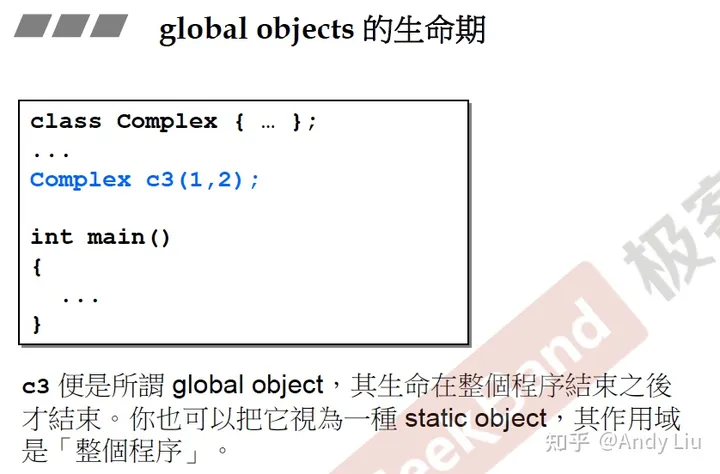 global objects 的生命期
class Complex { … };
...
Complex c3(1,2);
int main()
{
...
}
c3 便是所謂 global object，其生命在整個程序結束之後
才結束。你也可以把它視為一種 static object，其作用域
是「整個程序」。
GeekBand 极客
知乎 @Andy Liu